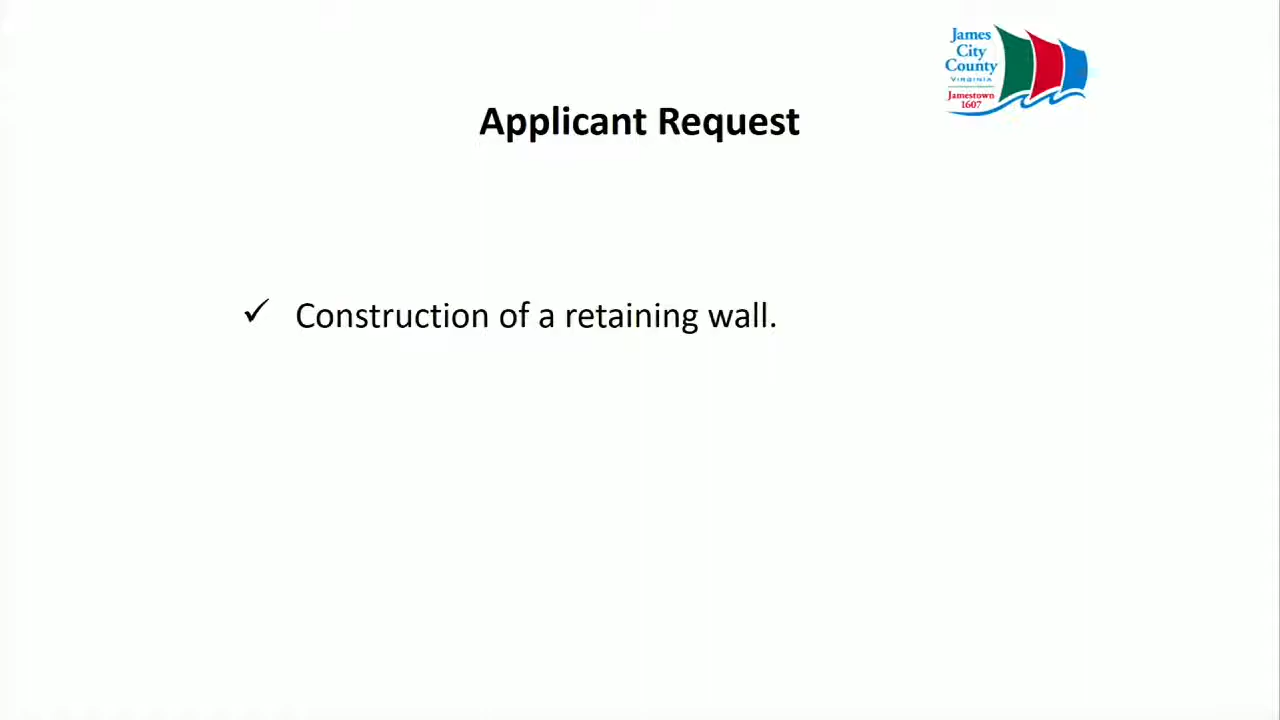 James
City
County
VIRGINIA
Jamestown
1607
Applicant Request
✓ Construction of a retaining wall.